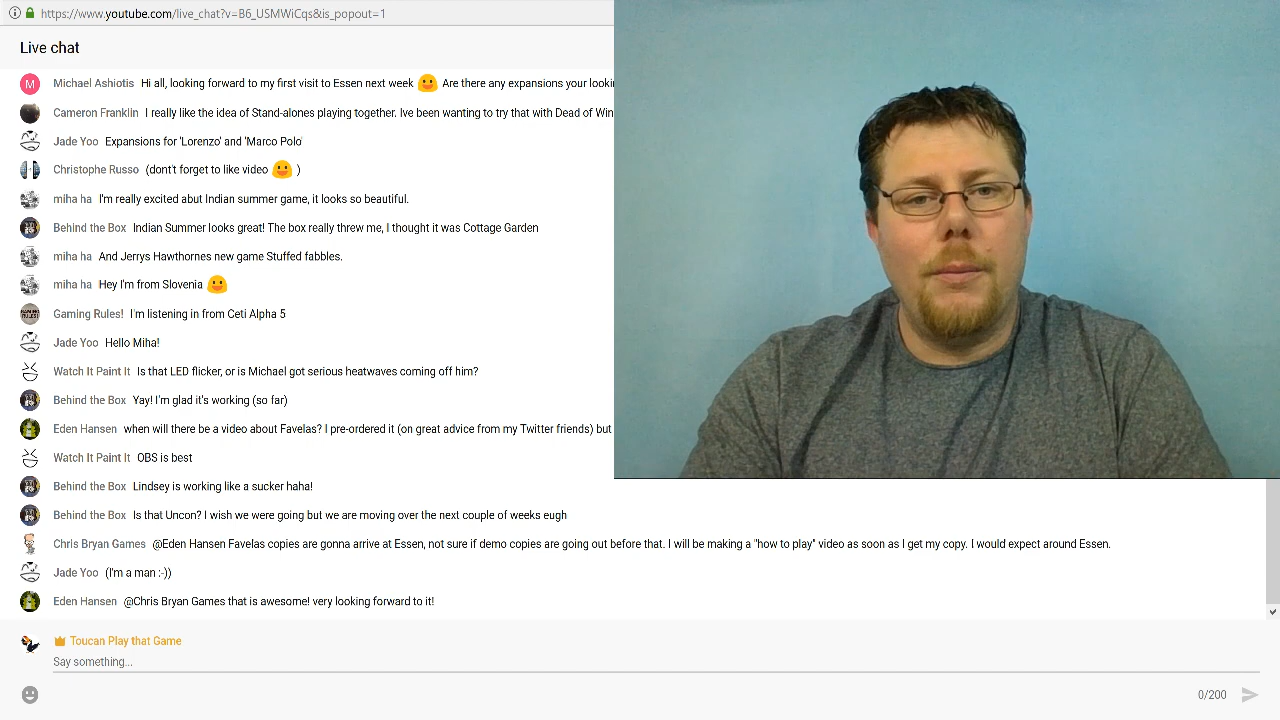 https://www.youtube.com/live_chat?v=B6_USMWiCqs&is_popout=1
Live chat
M Michael Ashiotis Hi all, looking forward to my first visit to Essen next week Are there any expansions your
Cameron Franklin I really like the idea of Stand-alones playing together. Ive been wanting to try that with Dead of
Jade Yoo Expansions for 'Lorenzo' and 'Marco Polo'
Christophe Russo (don't forget to like video )
miha ha I'm really excited summer game, it looks so beautiful.
Behind the Box Indian Summer looks great! The box really threw me, I thought it was Cottage Garden
miha ha And Jerrys Hawthornes new game Stuffed fabbles.
miha ha Hey I'm from Slovenia
Gaming Rules! I'm listening in from Ceti Alpha 5
Jade Yoo Hello Miha!
Watch It Paint It Is that LED flicker, or is Michael got serious heatwaves coming off him?
Behind the Box Yay! I'm glad it's working (so far)
Eden Hansen when will there be a video about Favelas? I pre-ordered it (on great advice from my Twitter friends) but
Watch It Paint It OBS is best
Behind the Box Lindsey is working like a sucker haha!
Behind the Box Is that Uncon? I wish we were going but we are moving over the next couple of weeks eugh
Chris Bryan Games @Eden Hansen Favelas copies are gonna arrive at Essen, not sure if demo copies are going out before that. I will be making a "how to play" video as soon as I get my copy. I would expect around Essen.
Jade Yoo (I'm a man :-))
Eden Hansen @Chris Bryan Games that is awesome! very looking forward to it!
Toucan Play that Game
Say something...
0/200